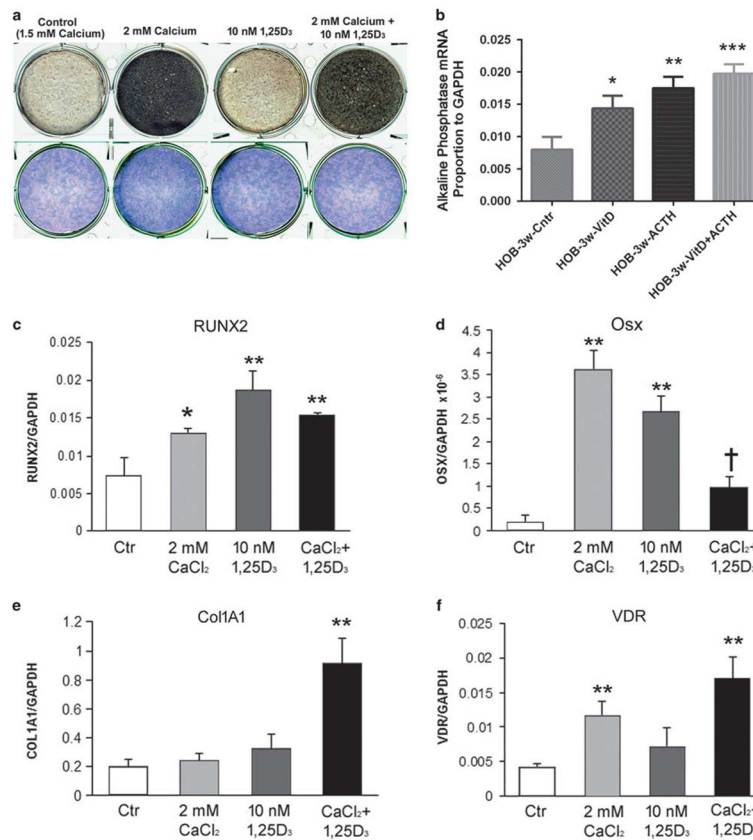 a
Control
(1.5 mM Calcium)
2 mM Calcium
10 nM 1,25D₃
2 mM Calcium +
10 nM 1,25D₃
b
Alkaline Phosphatase mRNA
Proportion to GAPDH
0.025
0.020
0.015
0.010
0.005
0.000
*
**
***
HOB-3w-Cntr
HOB-3w-VitD
HOB-3w-ACTH
HOB-3w-VitD+ACTH
c
RUNX2
RUNX2/GAPDH
0.025
0.02
0.015
0.01
0.005
0
*
**
**
Ctr
2 mM
CaCl₂
10 nM
1,25D₃
CaCl₂+
1,25D₃
d
Osx
OSX/GAPDH x10⁻⁶
4.5
4
3.5
3
2.5
2
1.5
1
0.5
0
**
**
†
Ctr
2 mM
CaCl₂
10 nM
1,25D₃
CaCl₂+
1,25D₃
e
Col1A1
COL1A1/GAPDH
1.2
1
0.8
0.6
0.4
0.2
0
**
Ctr
2 mM
CaCl₂
10 nM
1,25D₃
CaCl₂+
1,25D₃
f
VDR
VDR/GAPDH
0.025
0.02
0.015
0.01
0.005
0
**
**
Ctr
2 mM
CaCl₂
10 nM
1,25D₃
CaCl₂+
1,25D₃